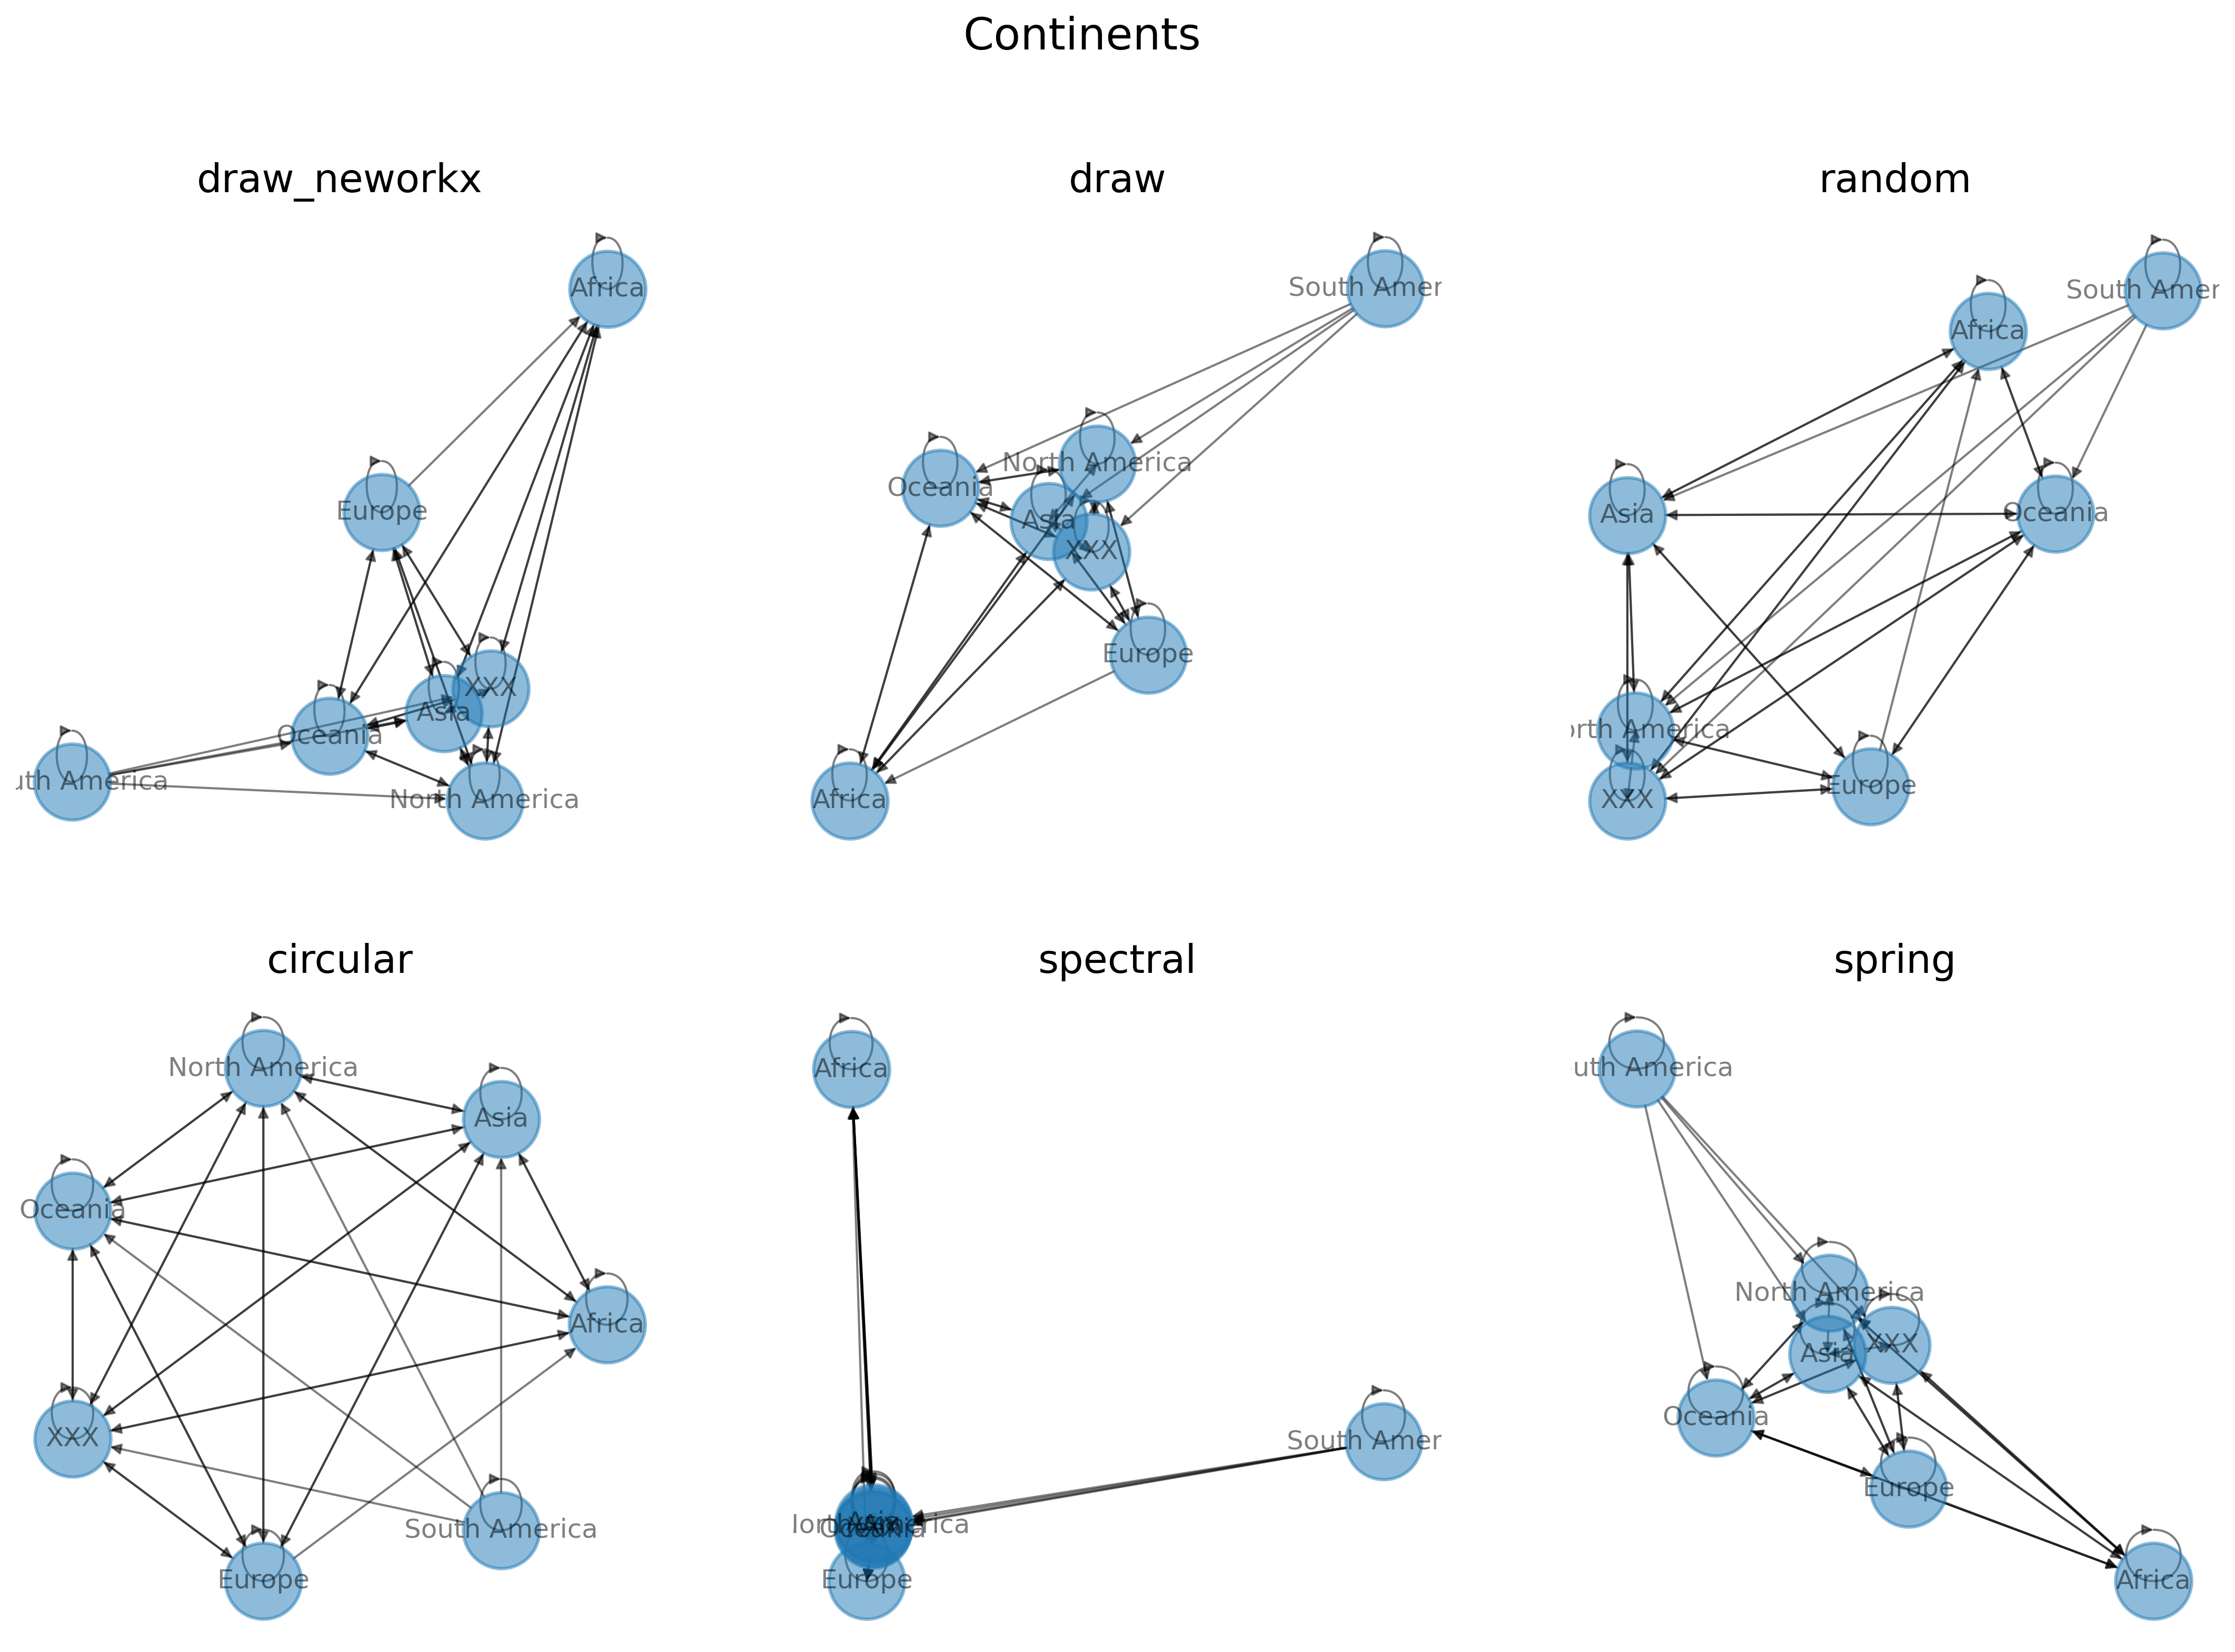 Continents
draw_neworkx
draw
random
Africa
Europe
XXX
Asia
Oceania
uth America
North America
South Amer
North America
Oceania
Asia
XXX
Europe
Africa
South Amer
Africa
Asia
Oceania
orth America
Europe
XXX
circular
spectral
spring
North America
Asia
Oceania
Africa
XXX
South America
Europe
Africa
South Amer
Oceania
Europe
uth America
North America
XXX
Asia
Oceania
Europe
Africa